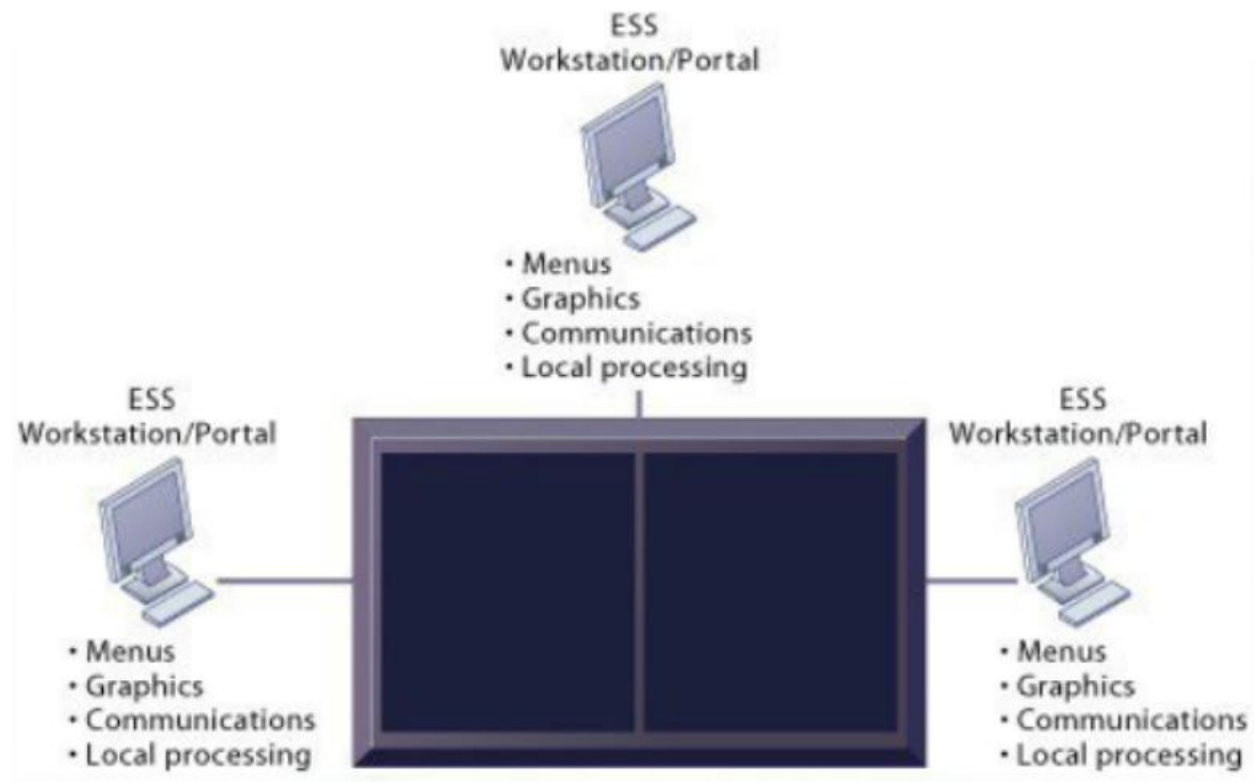 ESS
Workstation/Portal
• Menus
• Graphics
• Communications
• Local processing
ESS
Workstation/Portal
• Menus
• Graphics
• Communications
• Local processing
ESS
Workstation/Portal
• Menus
• Graphics
• Communications
• Local processing